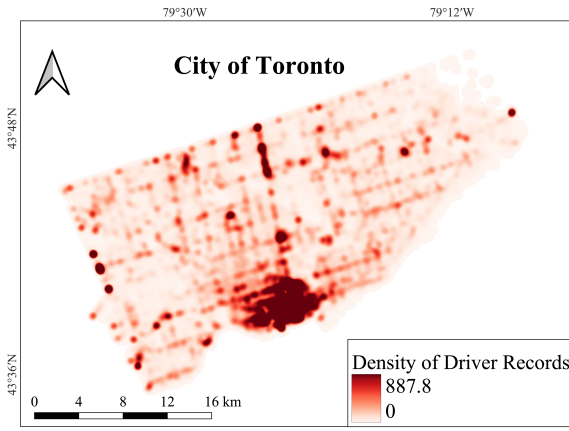 79°30′W 79°12′W
City of Toronto
43°48′N
43°36′N
Density of Driver Records
887.8
0
0 4 8 12 16 km